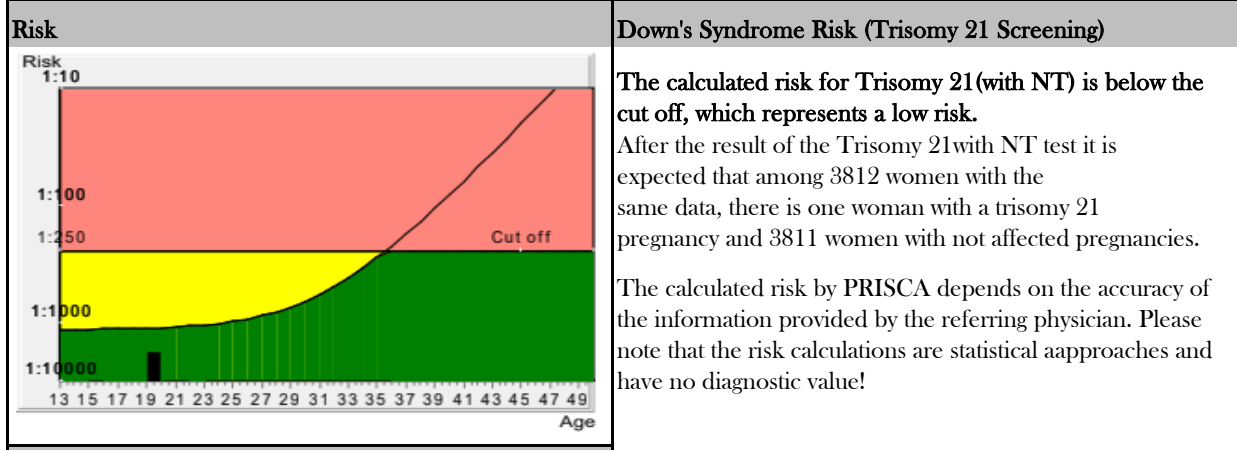 Risk
Down's Syndrome Risk (Trisomy 21 Screening)
Risk
1:10
1:100
1:250
Cut off
1:1000
1:10000
13 15 17 19 21 23 25 27 29 31 33 35 37 39 41 43 45 47 49
Age
The calculated risk for Trisomy 21(with NT) is below the
cut off, which represents a low risk.
After the result of the Trisomy 21with NT test it is
expected that among 3812 women with the
same data, there is one woman with a trisomy 21
pregnancy and 3811 women with not affected pregnancies.
The calculated risk by PRISCA depends on the accuracy of
the information provided by the referring physician. Please
note that the risk calculations are statistical aapproaches and
have no diagnostic value!